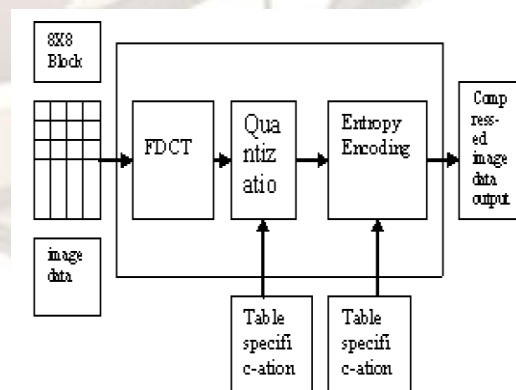 8X8
Block
image
data
FDCT
Qua
ntiz
atio
Entropy
Encoding
Comp
ress-
ed
image
data
output
Table
specifi
c-ation
Table
specifi
c-ation